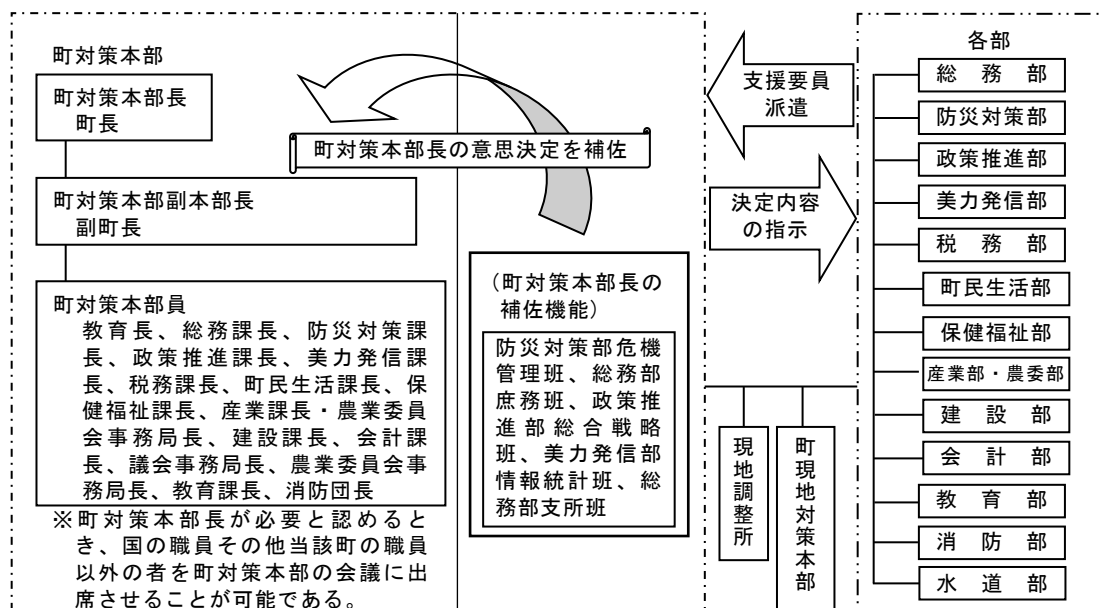 町対策本部
町対策本部長
町長
町対策本部長の意思決定を補佐
町対策本部副本部長
副町長
町対策本部員
教育長、総務課長、防災対策課
長、政策推進課長、美力発信課
長、税務課長、町民生活課長、保
健福祉課長、産業課長・農業委員
会事務局長、建設課長、会計課
長、議会事務局長、農業委員会事
務局長、教育課長、消防団長
※町対策本部長が必要と認めると
き、国の職員その他当該町の職員
以外の者を町対策本部の会議に出
席させることが可能である。
(町対策本部長の
補佐機能)
防災対策部危機
管理班、総務部
庶務班、政策推
進部総合戦略
班、美力発信部
情報統計班、総
務部支所班
支援要員
派遣
決定内容
の指示
現地調整所
町現地対策本部
各部
総務部
防災対策部
政策推進部
美力発信部
税務部
町民生活部
保健福祉部
産業部・農委部
建設部
会計部
教育部
消防部
水道部